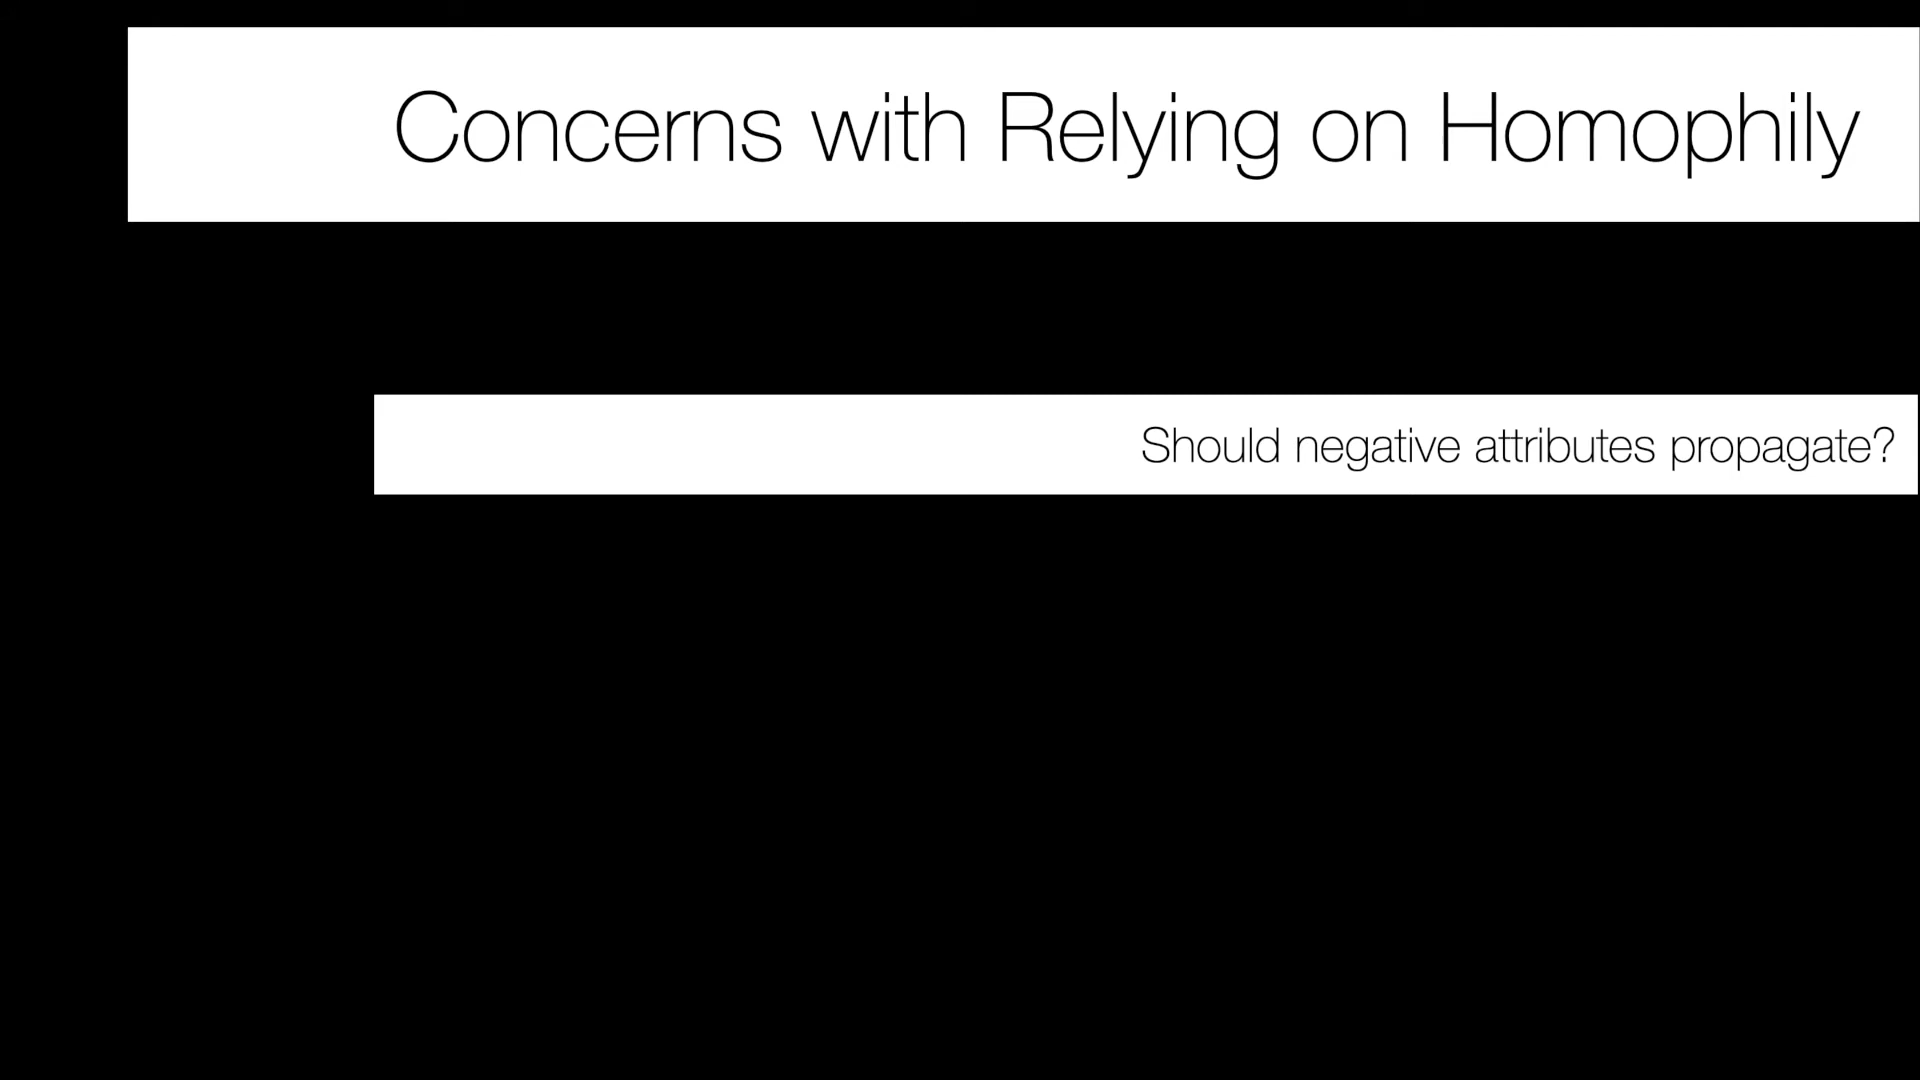 Concerns with Relying on Homophily
Should negative attributes propagate?